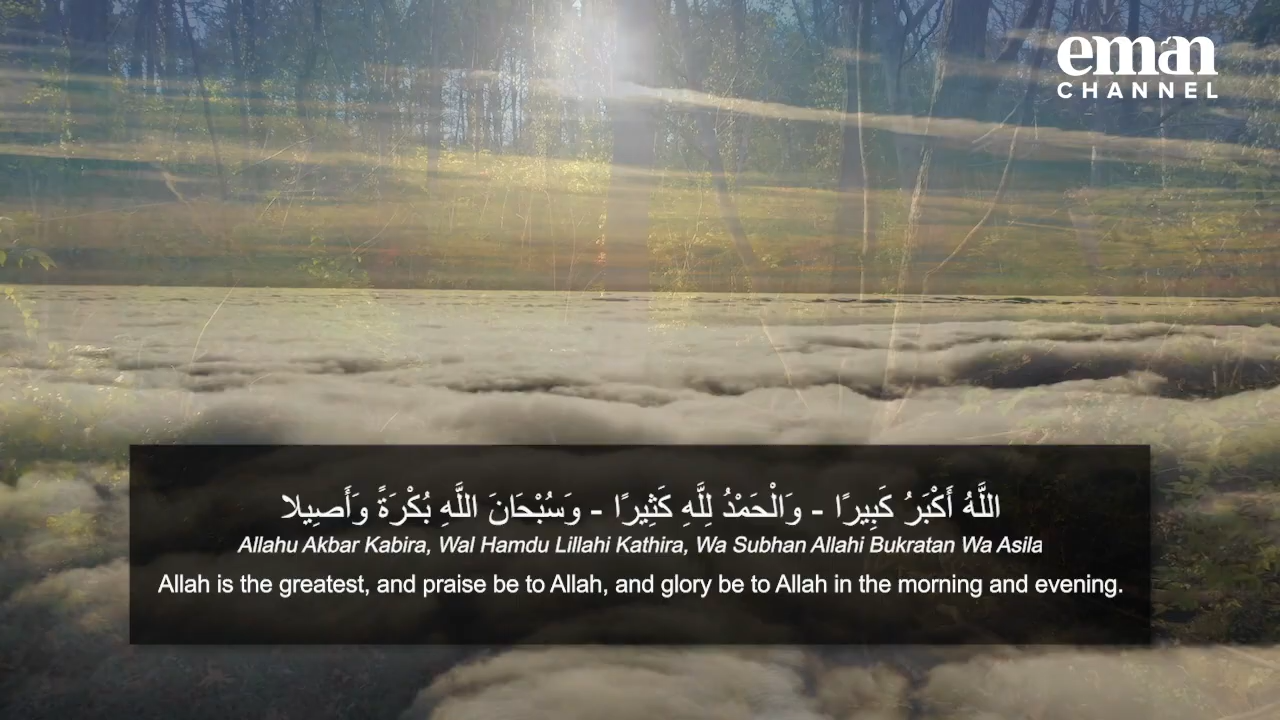 eman
CHANNEL
اللَّهُ أَكْبَرُ كَبِيرًا - وَالْحَمْدُ لِلَّهِ كَثِيرًا - وَسُبْحَانَ اللَّهِ بُكْرَةً وَأَصِيلا
Allahu Akbar Kabira, Wal Hamdu Lillahi Kathira, Wa Subhan Allahi Bukratan Wa Asila
Allah is the greatest, and praise be to Allah, and glory be to Allah in the morning and evening.